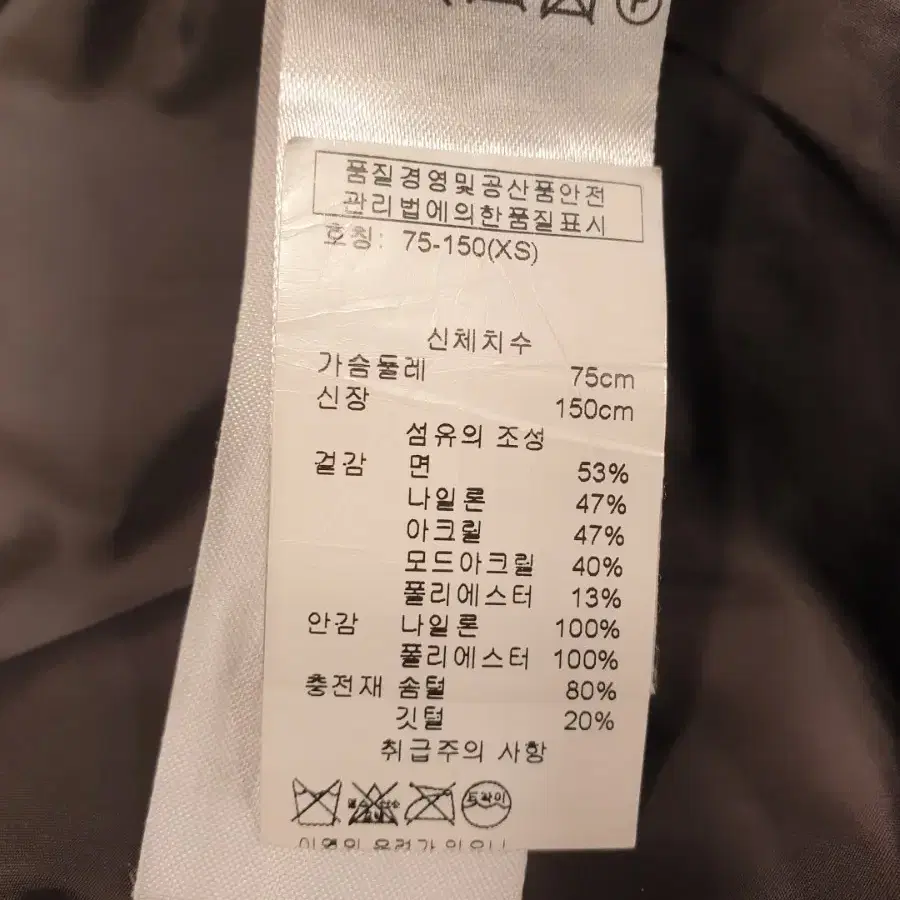 P
품질경영및공산품안전
관리법에의한품질표시
호칭: 75-150(XS)
신체치수
가슴둘레 75cm
신장 150cm
섬유의 조성
겉감 면 53%
나일론 47%
아크릴 47%
모드아크릴 40%
폴리에스터 13%
안감 나일론 100%
폴리에스터 100%
충전재 솜털 80%
깃털 20%
취급주의 사항
드라이